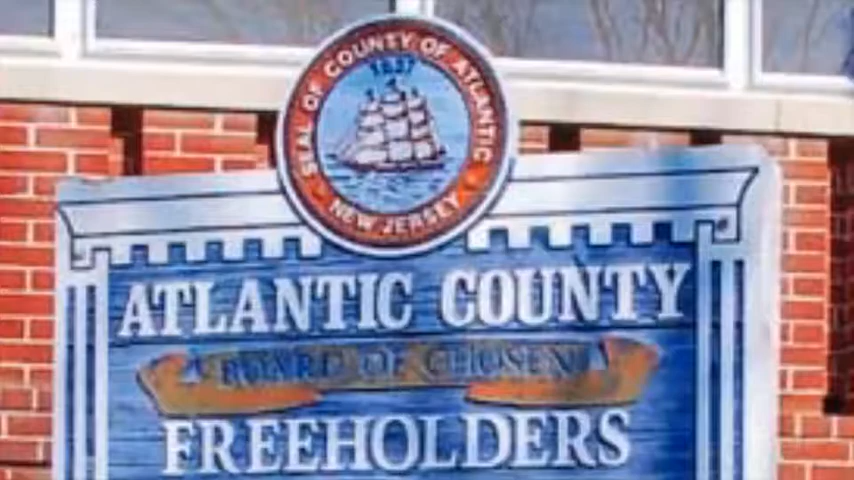 SEAL OF COUNTY OF ATLANTIC
1837
NEW JERSEY
ATLANTIC COUNTY
BOARD OF CHOSEN
FREEHOLDERS